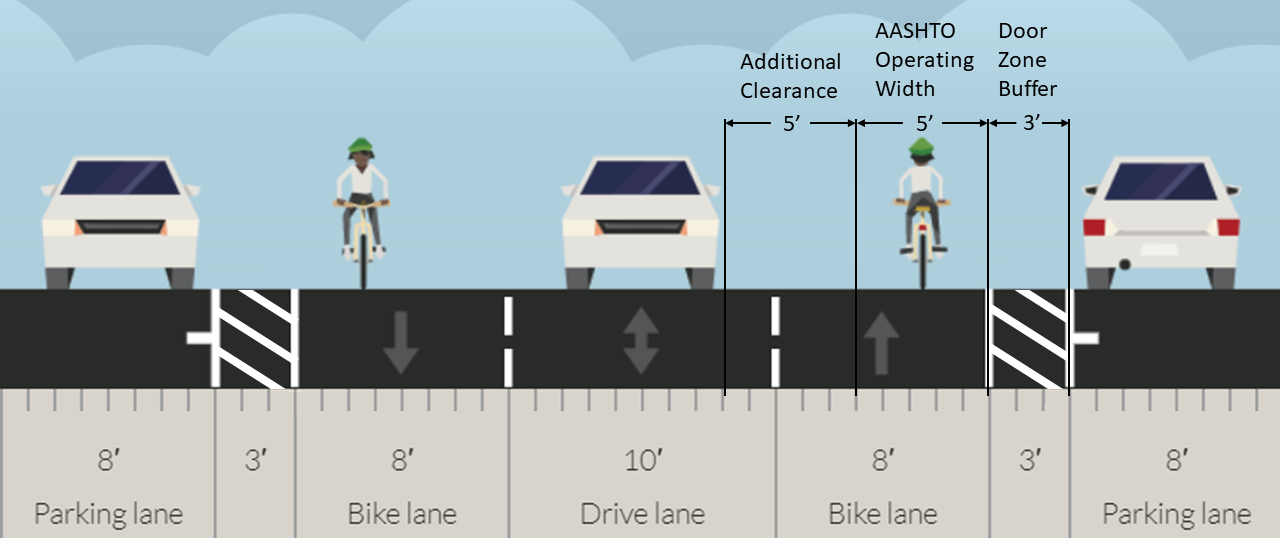 AASHTO
Operating
Width
Door
Zone
Buffer
Additional
Clearance
5’
5’
3’
8′
3′
8′
10′
8′
3′
8′
Parking lane
Bike lane
Drive lane
Bike lane
Parking lane